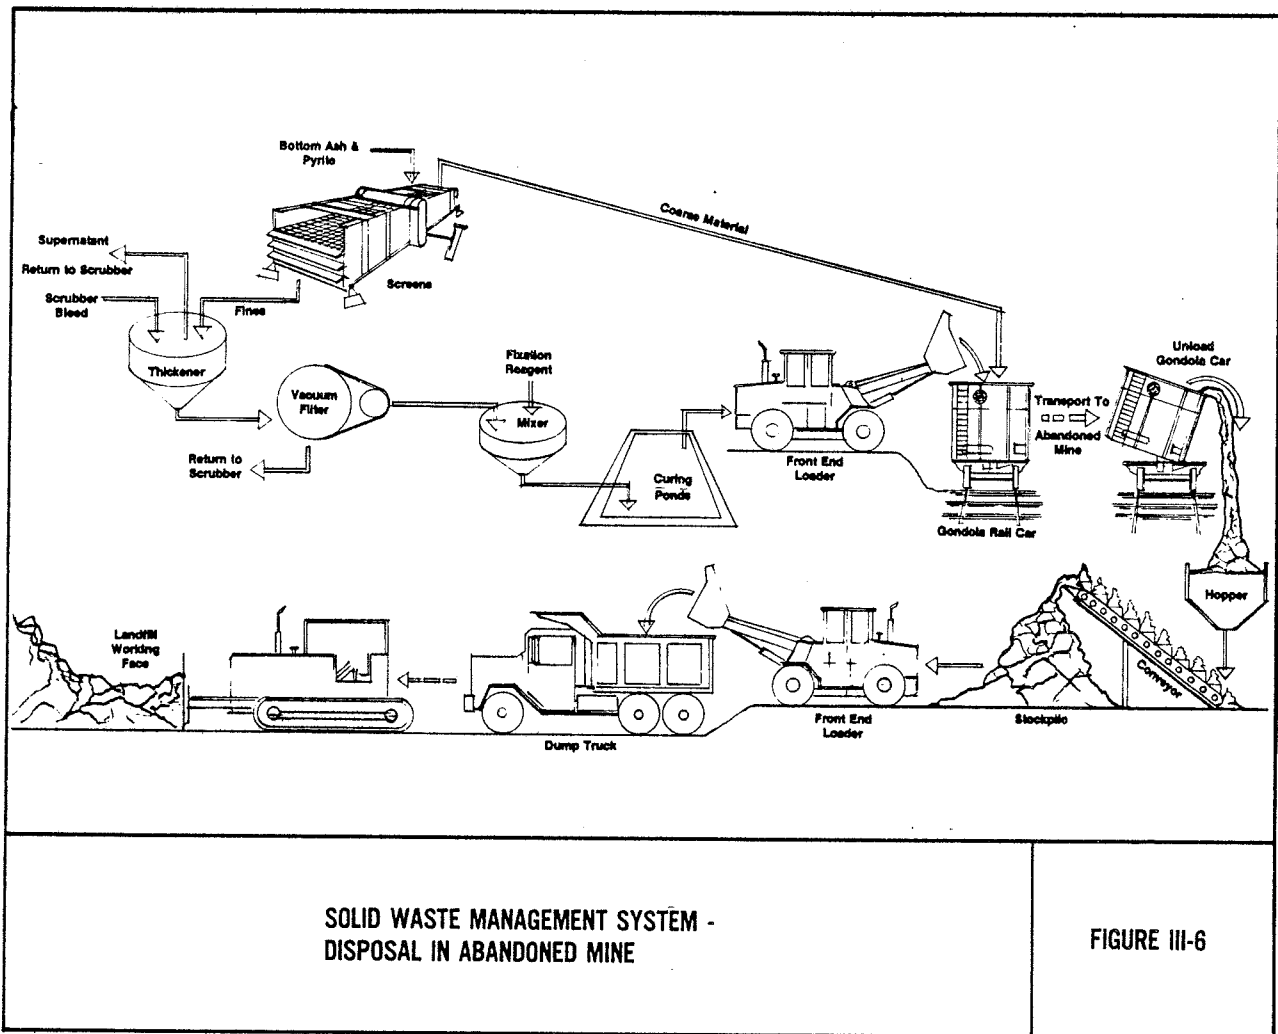 Bottom Ash &
Pyrite
Coarse Material
Supernatant
Return to Scrubber
Screens
Scrubber
Bleed
Fines
Thickener
Vacuum
Filter
Fixation
Reagent
Mixer
Return to
Scrubber
Curing
Ponds
Front End
Loader
Gondola Rail Car
Transport To
Abandoned
Mine
Unload
Gondola Car
Hopper
Landfill
Working
Face
Dump Truck
Front End
Loader
Stockpile
Conveyor
SOLID WASTE MANAGEMENT SYSTEM -
DISPOSAL IN ABANDONED MINE
FIGURE III-6